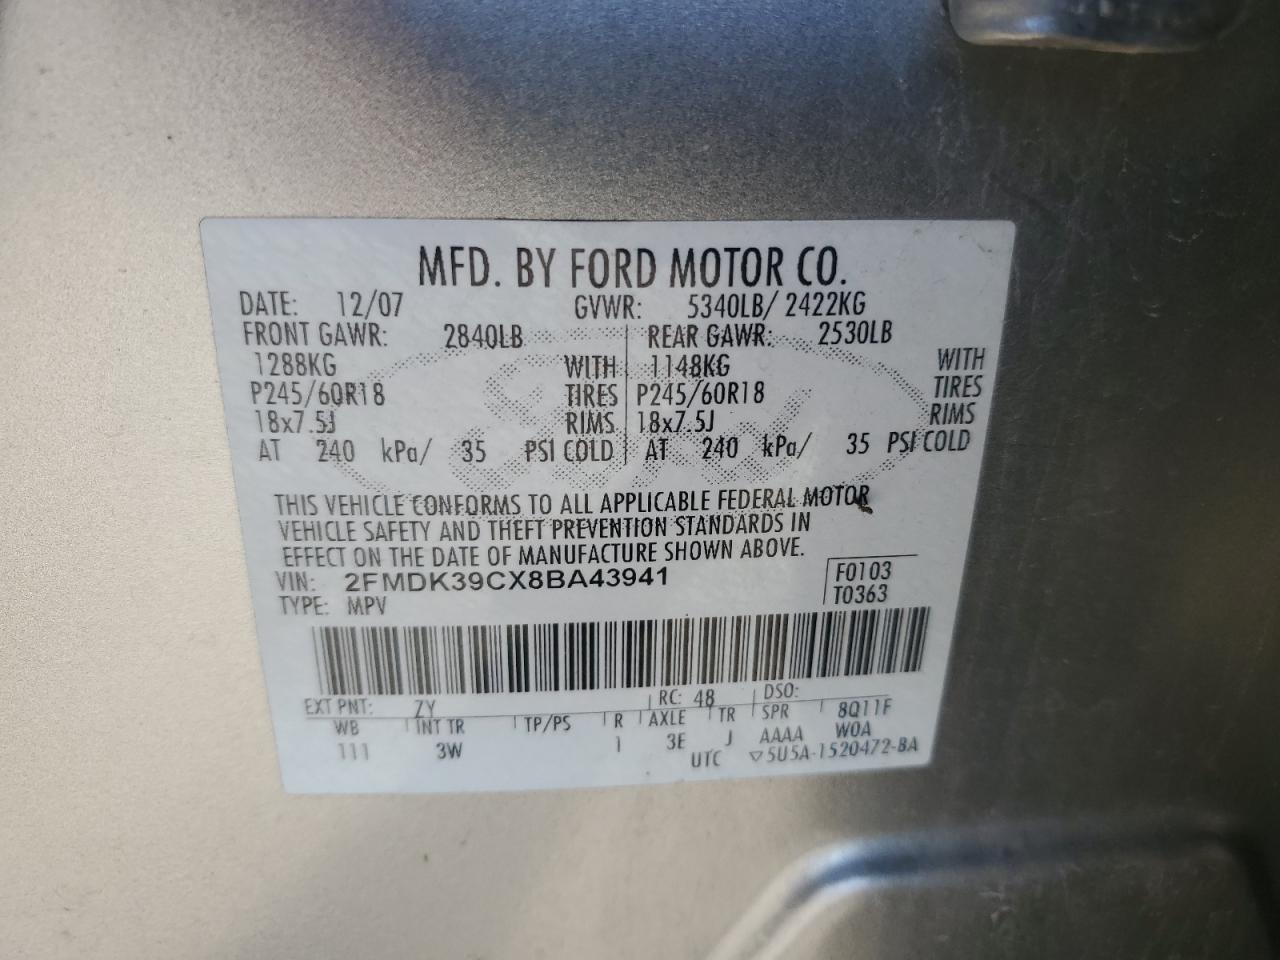 MFD. BY FORD MOTOR CO.
DATE: 12/07 GVWR: 5340LB/ 2422KG
FRONT GAWR: 2840LB REAR GAWR: 2530LB
1288KG WITH 1148KG WITH
P245/60R18 TIRES P245/60R18 TIRES
18x7.5J RIMS 18x7.5J RIMS
AT 240 kPa/ 35 PSI COLD AT 240 kPa/ 35 PSI COLD
THIS VEHICLE CONFORMS TO ALL APPLICABLE FEDERAL MOTOR
VEHICLE SAFETY AND THEFT PREVENTION STANDARDS IN
EFFECT ON THE DATE OF MANUFACTURE SHOWN ABOVE.
VIN: 2FMDK39CX8BA43941 F0103
TYPE: MPV T0363
EXT PNT: ZY RC: 48 DSO:
WB INT TR TP/PS R AXLE TR SPR 8Q11F
111 3W 1 3E J AAAA W0A
UTC ▽5U5A-1520472-BA